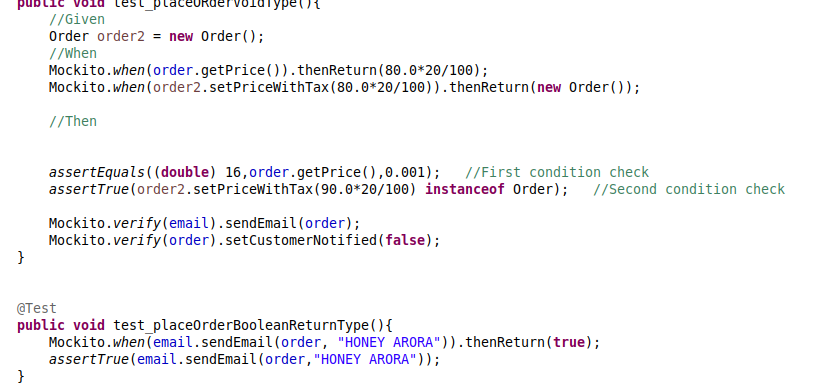 public void test_placeORderVoidType(){
//Given
Order order2 = new Order();
//When
Mockito.when(order.getPrice()).thenReturn(80.0*20/100);
Mockito.when(order2.setPriceWithTax(80.0*20/100)).thenReturn(new Order());
//Then
assertEquals((double) 16,order.getPrice(),0.001);   //First condition check
assertTrue(order2.setPriceWithTax(90.0*20/100) instanceof Order);   //Second condition check
Mockito.verify(email).sendEmail(order);
Mockito.verify(order).setCustomerNotified(false);
}
@Test
public void test_placeOrderBooleanReturnType(){
Mockito.when(email.sendEmail(order, "HONEY ARORA")).thenReturn(true);
assertTrue(email.sendEmail(order,"HONEY ARORA"));
}